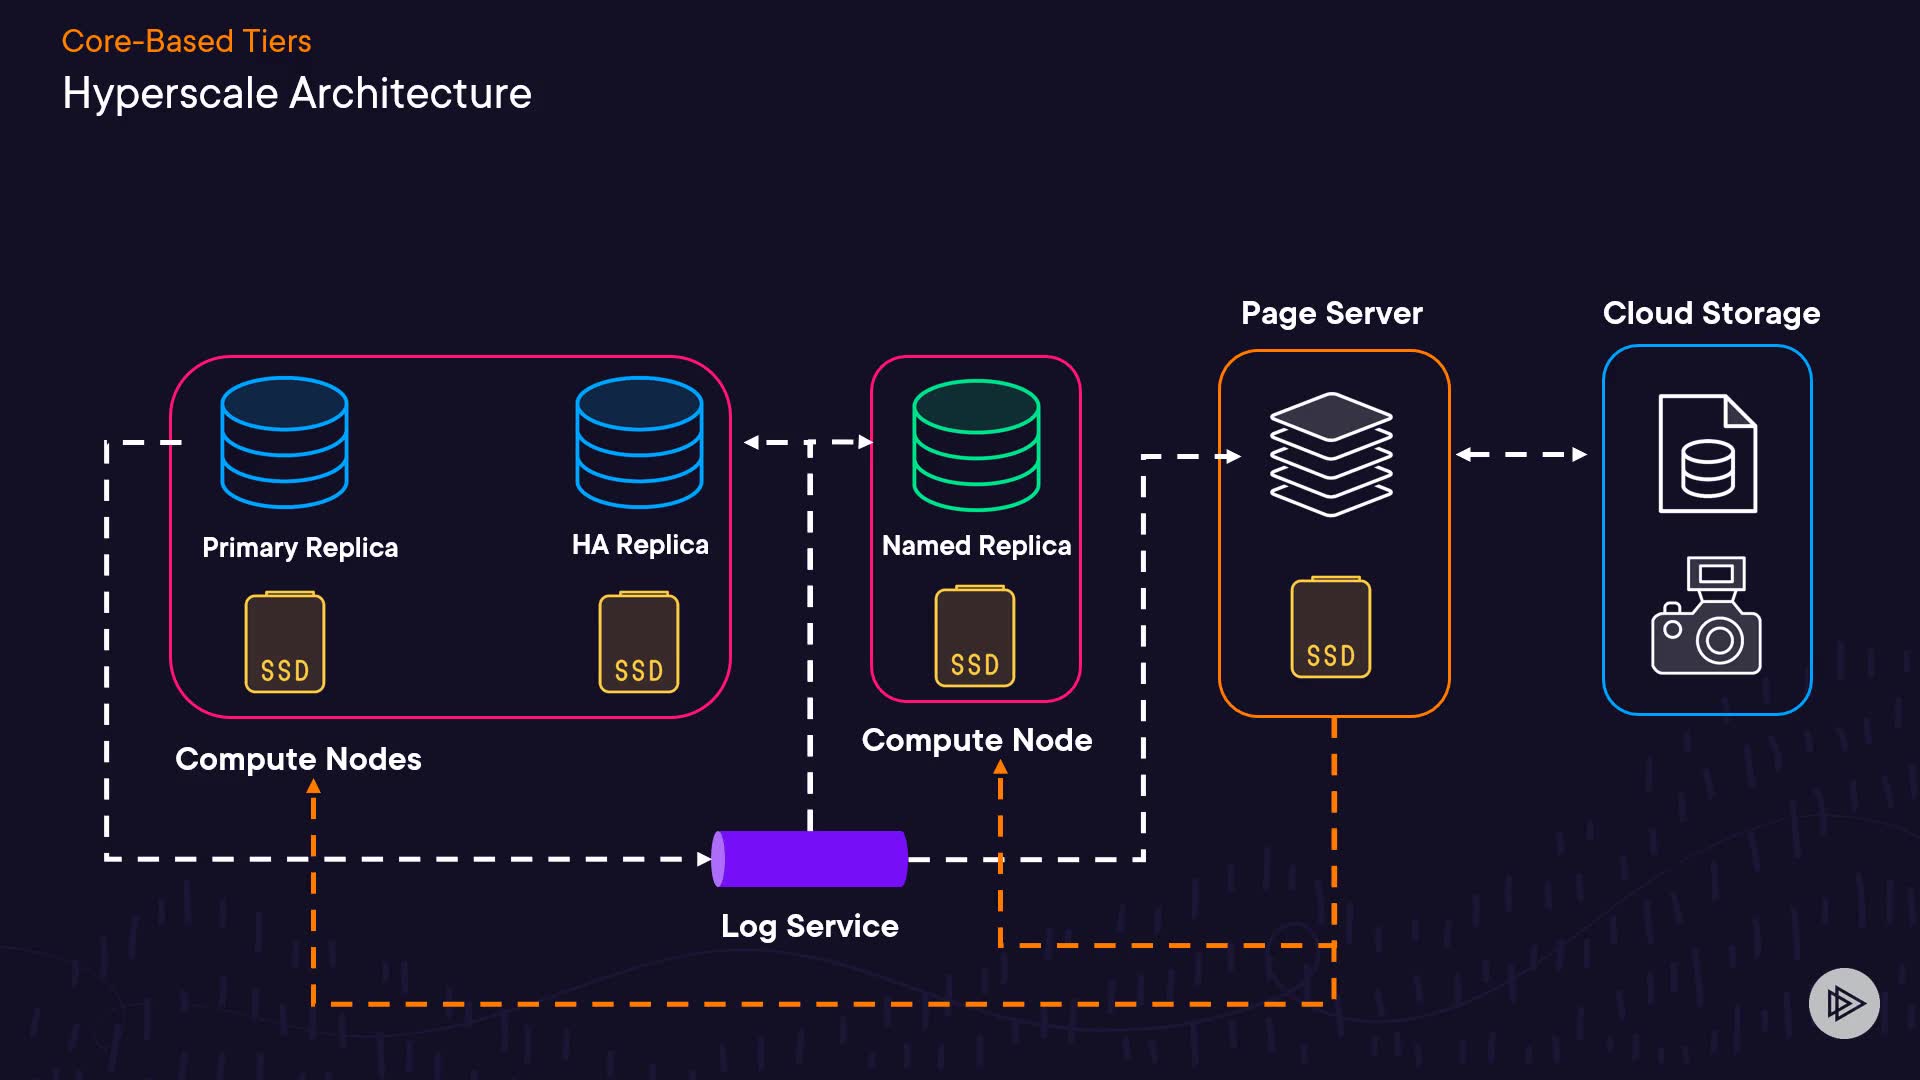 Core-Based Tiers
Hyperscale Architecture
Page Server
Cloud Storage
Primary Replica
HA Replica
Named Replica
SSD
SSD
SSD
SSD
Compute Nodes
Compute Node
Log Service